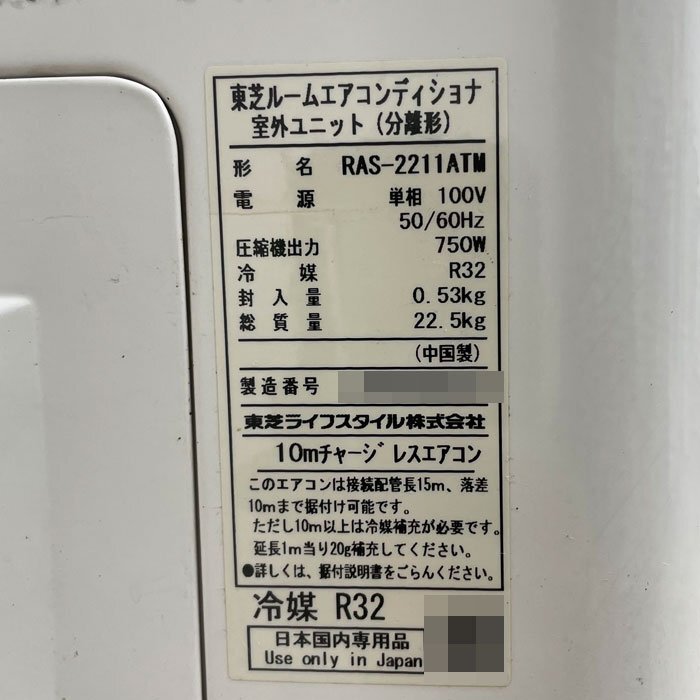 東芝ルームエアコンディショナ
室外ユニット（分離形）
形名 RAS-2211ATM
電源 単相 100V
50/60Hz
圧縮機出力 750W
冷媒 R32
封入量 0.53kg
総質量 22.5kg
（中国製）
製造番号
東芝ライフスタイル株式会社
10mチャージレスエアコン
このエアコンは接続配管長15m、落差
10mまで据付け可能です。
ただし10m以上は冷媒補充が必要です。
延長1m当り20g補充してください。
●詳しくは、据付説明書をごらんください。
冷媒 R32
日本国内専用品
Use only in Japan